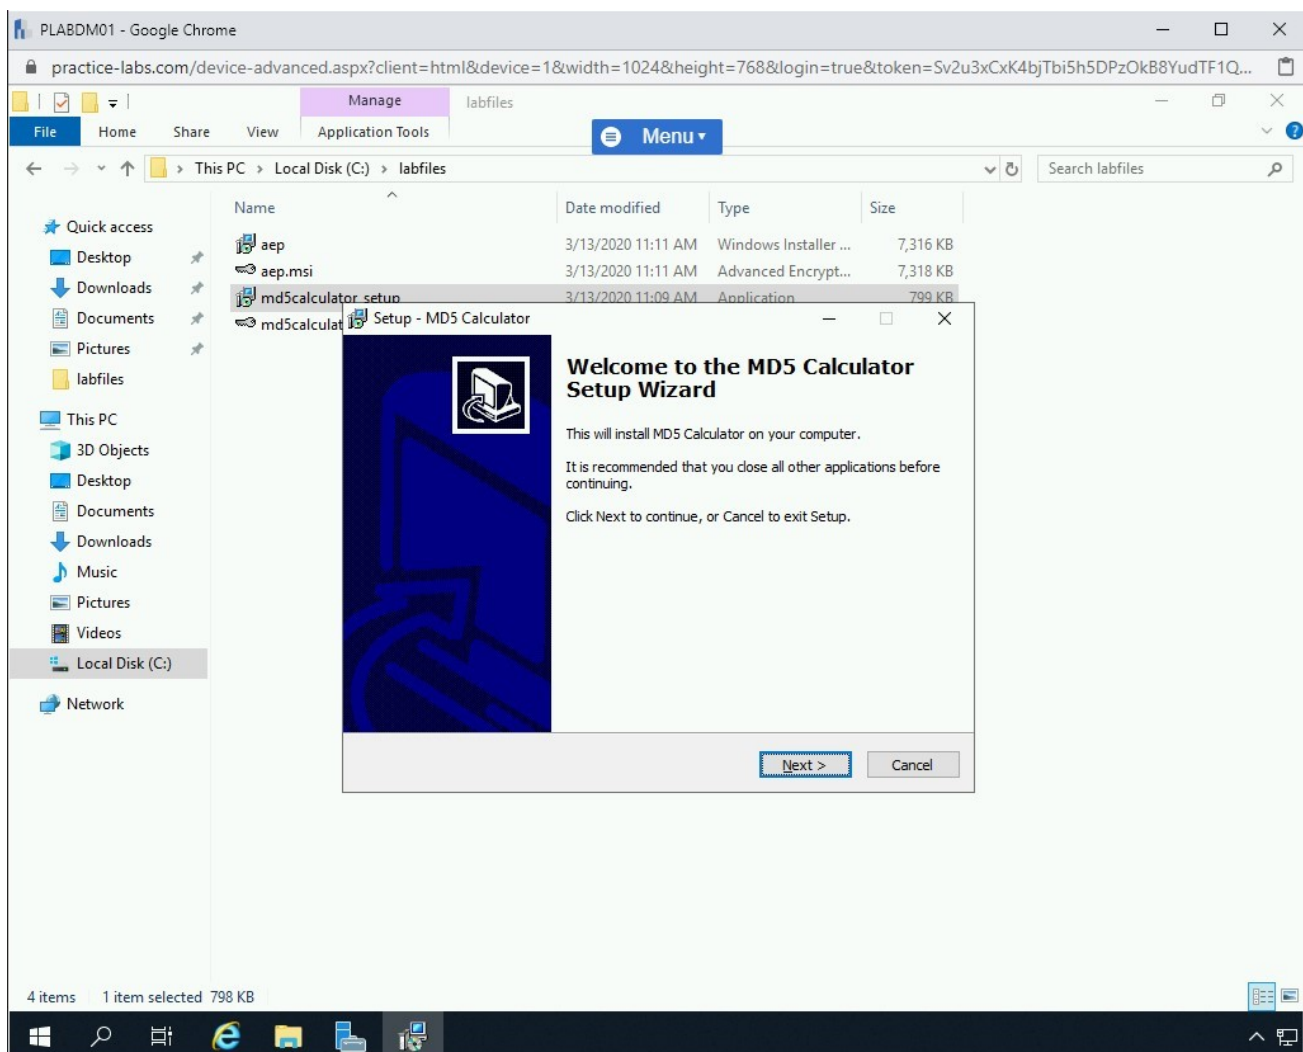 PLABDM01 - Google Chrome
practice-labs.com/device-advanced.aspx?client=html&device=1&width=1024&height=768&login=true&token=Sv2u3xCxK4bjTbi5h5DPzOkB8YudTF1Q...
Manage labfiles
File Home Share View Application Tools
Menu
This PC > Local Disk (C:) > labfiles
Search labfiles
Name Date modified Type Size
aep 3/13/2020 11:11 AM Windows Installer ... 7,316 KB
aep.msi 3/13/2020 11:11 AM Advanced Encrypt... 7,318 KB
md5calculator_setup 3/13/2020 11:09 AM Application 799 KB
md5calculat
Quick access
Desktop
Downloads
Documents
Pictures
labfiles
This PC
3D Objects
Desktop
Documents
Downloads
Music
Pictures
Videos
Local Disk (C:)
Network
Setup - MD5 Calculator
Welcome to the MD5 Calculator
Setup Wizard
This will install MD5 Calculator on your computer.
It is recommended that you close all other applications before
continuing.
Click Next to continue, or Cancel to exit Setup.
Next > Cancel
4 items 1 item selected 798 KB